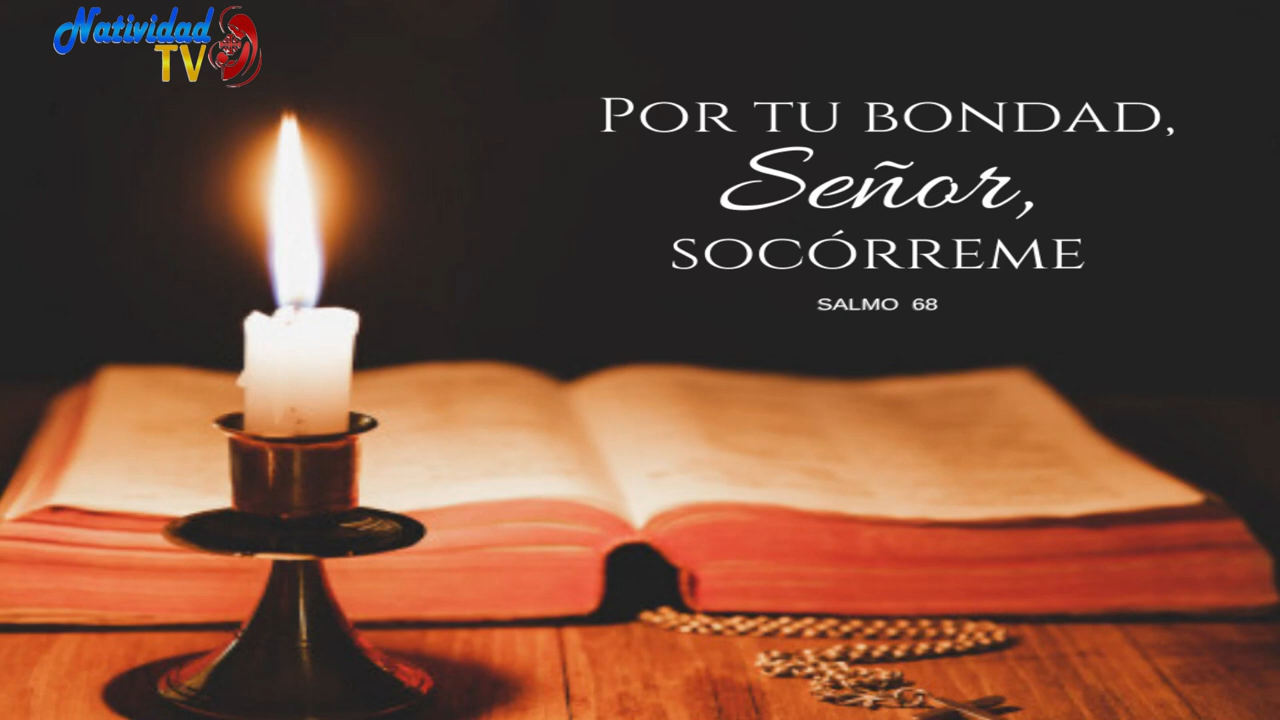 Natividad
TV
POR TU BONDAD,
Señor,
SOCÓRREME
SALMO 68